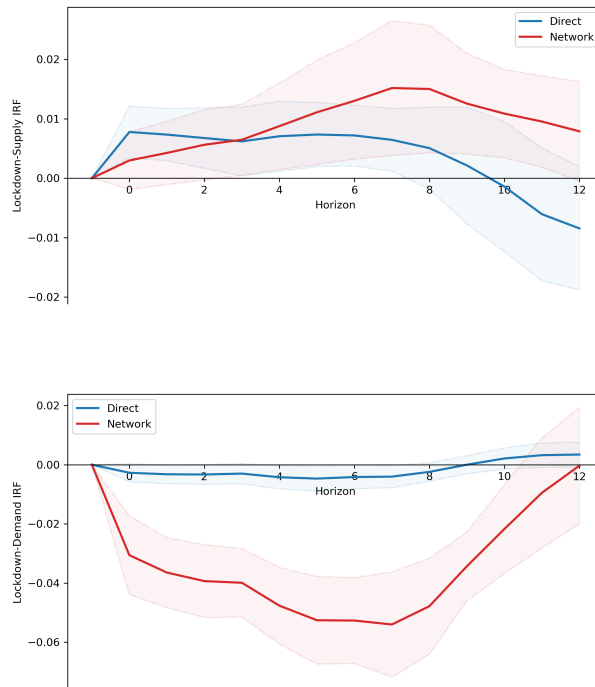 Direct
Network
0.02
0.01
0.00
−0.01
−0.02
Lockdown-Supply IRF
0 2 4 6 8 10 12
Horizon
Direct
Network
0.02
0.00
−0.02
−0.04
−0.06
Lockdown-Demand IRF
0 2 4 6 8 10 12
Horizon